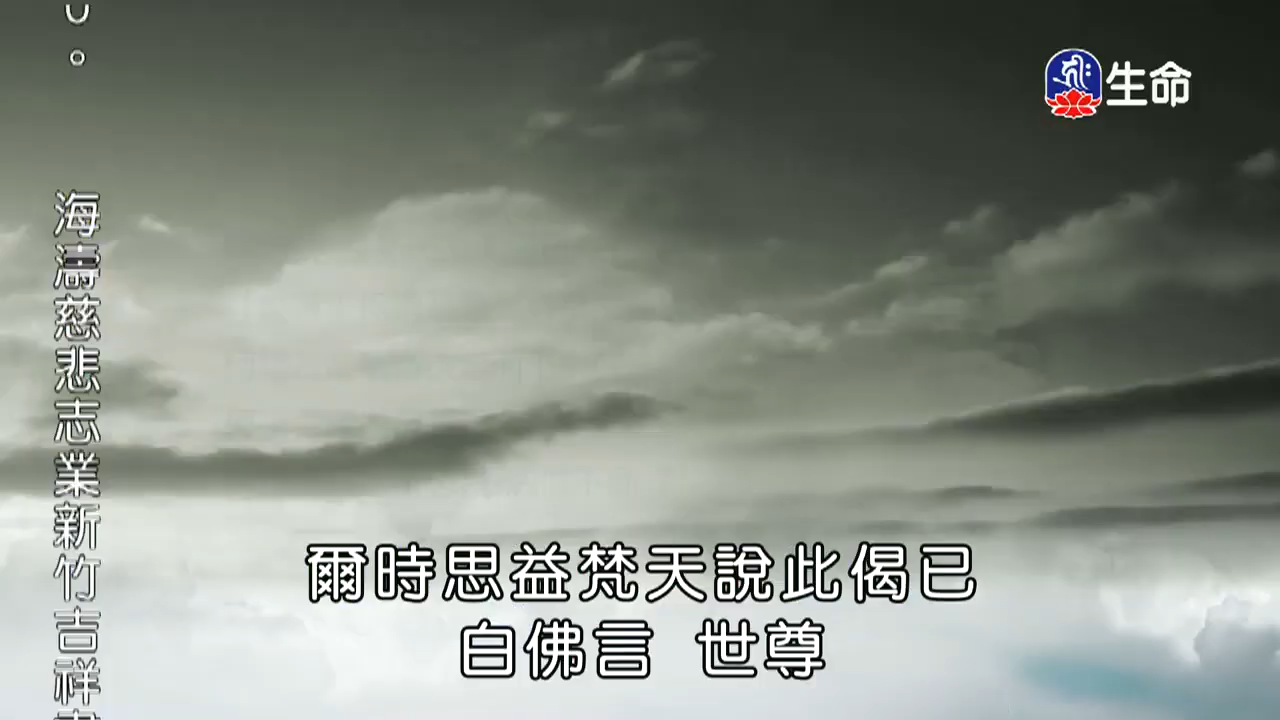 生命
海濤慈悲志業新竹吉祥
爾時思益梵天說此偈已
白佛言 世尊